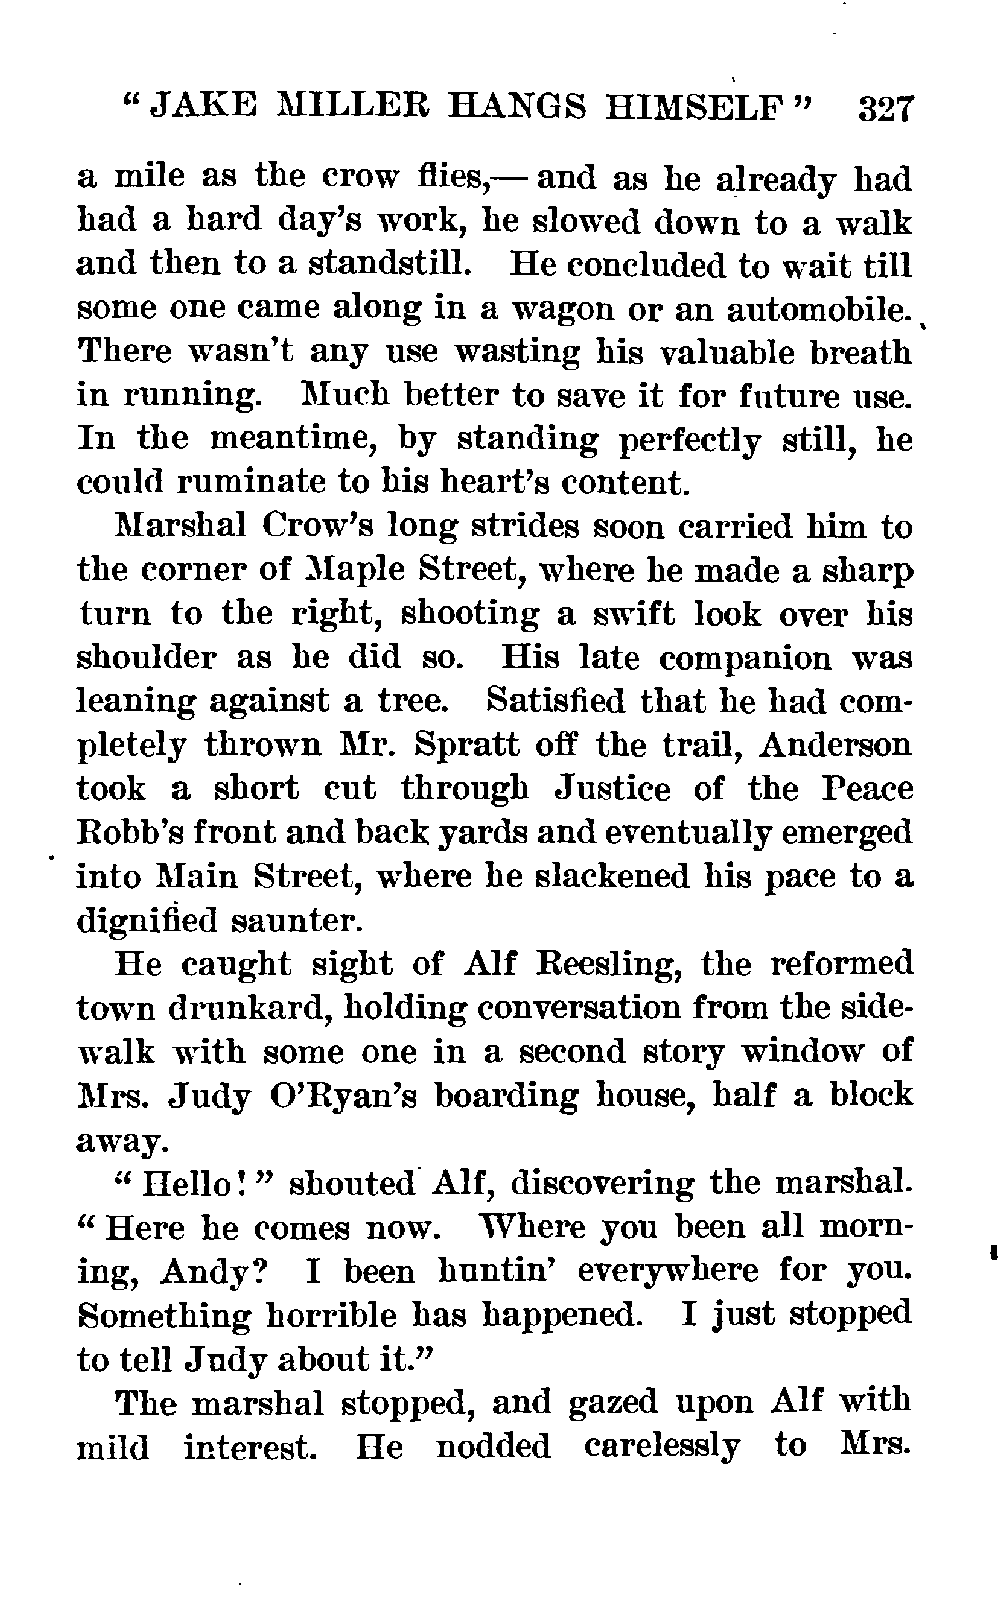 “ JAKE MILLER HANGS HIMSELF ” 327
a mile as the crow flies,— and as he already had
had a hard day’s work, he slowed down to a walk
and then to a standstill. He concluded to wait till
some one came along in a wagon or an automobile.
There wasn’t any use wasting his valuable breath
in running. Much better to save it for future use.
In the meantime, by standing perfectly still, he
could ruminate to his heart’s content.
Marshal Crow’s long strides soon carried him to
the corner of Maple Street, where he made a sharp
turn to the right, shooting a swift look over his
shoulder as he did so. His late companion was
leaning against a tree. Satisfied that he had com-
pletely thrown Mr. Spratt off the trail, Anderson
took a short cut through Justice of the Peace
Robb’s front and back yards and eventually emerged
into Main Street, where he slackened his pace to a
dignified saunter.
He caught sight of Alf Reesling, the reformed
town drunkard, holding conversation from the side-
walk with some one in a second story window of
Mrs. Judy O’Ryan’s boarding house, half a block
away.
“ Hello! ” shouted Alf, discovering the marshal.
“ Here he comes now. Where you been all morn-
ing, Andy? I been huntin’ everywhere for you.
Something horrible has happened. I just stopped
to tell Judy about it.”
The marshal stopped, and gazed upon Alf with
mild interest. He nodded carelessly to Mrs.